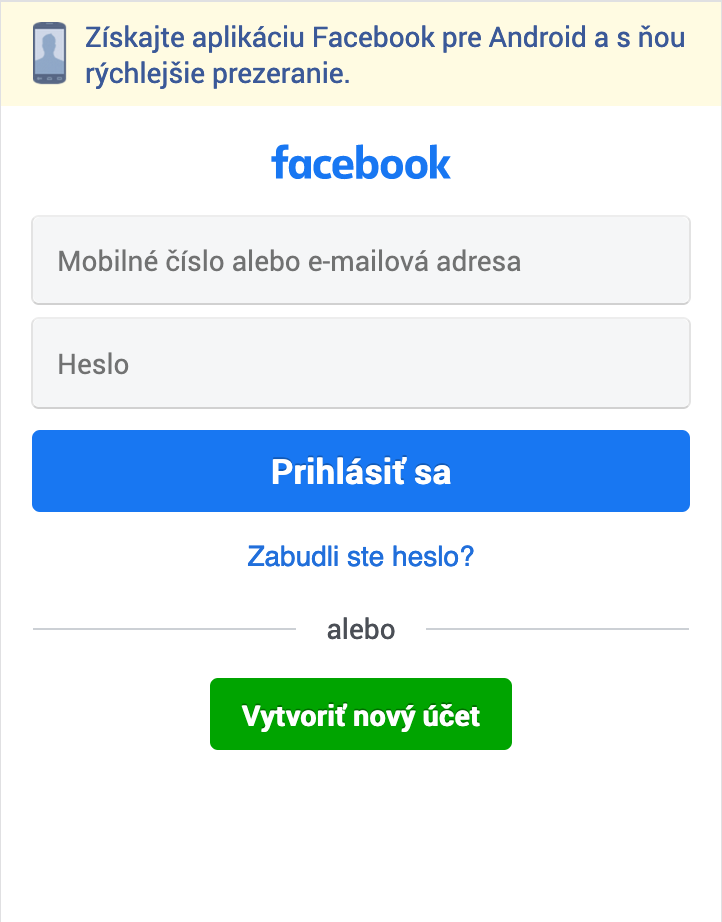 Získajte aplikáciu Facebook pre Android a s ňou
rýchlejšie prezeranie.
facebook
Mobilné číslo alebo e-mailová adresa
Heslo
Prihlásiť sa
Zabudli ste heslo?
alebo
Vytvoriť nový účet